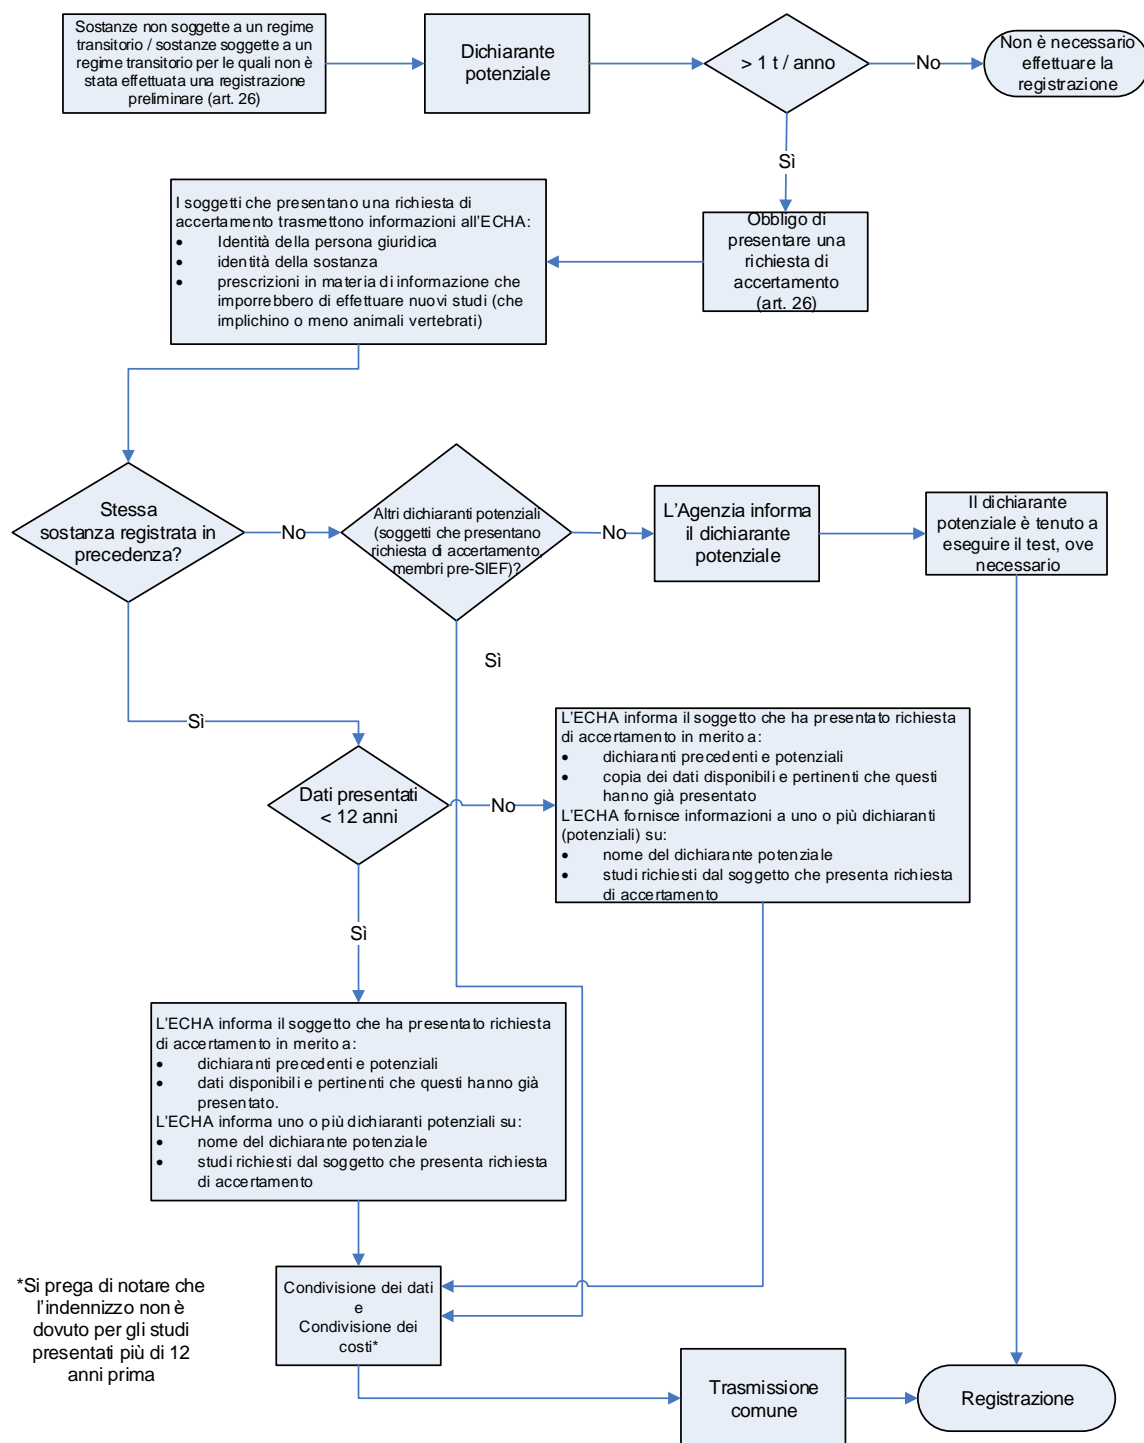 Sostanze non soggette a un regime
transitorio / sostanze soggette a un
regime transitorio per le quali non è
stata effettuata una registrazione
preliminare (art. 26)
Dichiarante
potenziale
> 1 t / anno
No
Non è necessario
effettuare la
registrazione
Sì
I soggetti che presentano una richiesta di
accertamento trasmettono informazioni all'ECHA:
• Identità della persona giuridica
• identità della sostanza
• prescrizioni in materia di informazione che
imporrebbero di effettuare nuovi studi (che
implichino o meno animali vertebrati)
Obbligo di
presentare una
richiesta di
accertamento
(art. 26)
Stessa
sostanza registrata in
precedenza?
No
Altri dichiaranti potenziali
(soggetti che presentano
richiesta di accertamento,
membri pre-SIEF)?
No
L'Agenzia informa
il dichiarante
potenziale
Il dichiarante
potenziale è tenuto a
eseguire il test, ove
necessario
Sì
Sì
Dati presentati
< 12 anni
No
L'ECHA informa il soggetto che ha presentato richiesta
di accertamento in merito a:
• dichiaranti precedenti e potenziali
• copia dei dati disponibili e pertinenti che questi
hanno già presentato
L'ECHA fornisce informazioni a uno o più dichiaranti
(potenziali) su:
• nome del dichiarante potenziale
• studi richiesti dal soggetto che presenta richiesta
di accertamento
Sì
L'ECHA informa il soggetto che ha presentato richiesta
di accertamento in merito a:
• dichiaranti precedenti e potenziali
• dati disponibili e pertinenti che questi hanno già
presentato.
L'ECHA informa uno o più dichiaranti potenziali su:
• nome del dichiarante potenziale
• studi richiesti dal soggetto che presenta richiesta
di accertamento
*Si prega di notare che
l'indennizzo non è
dovuto per gli studi
presentati più di 12
anni prima
Condivisione dei dati
e
Condivisione dei
costi*
Trasmissione
comune
Registrazione